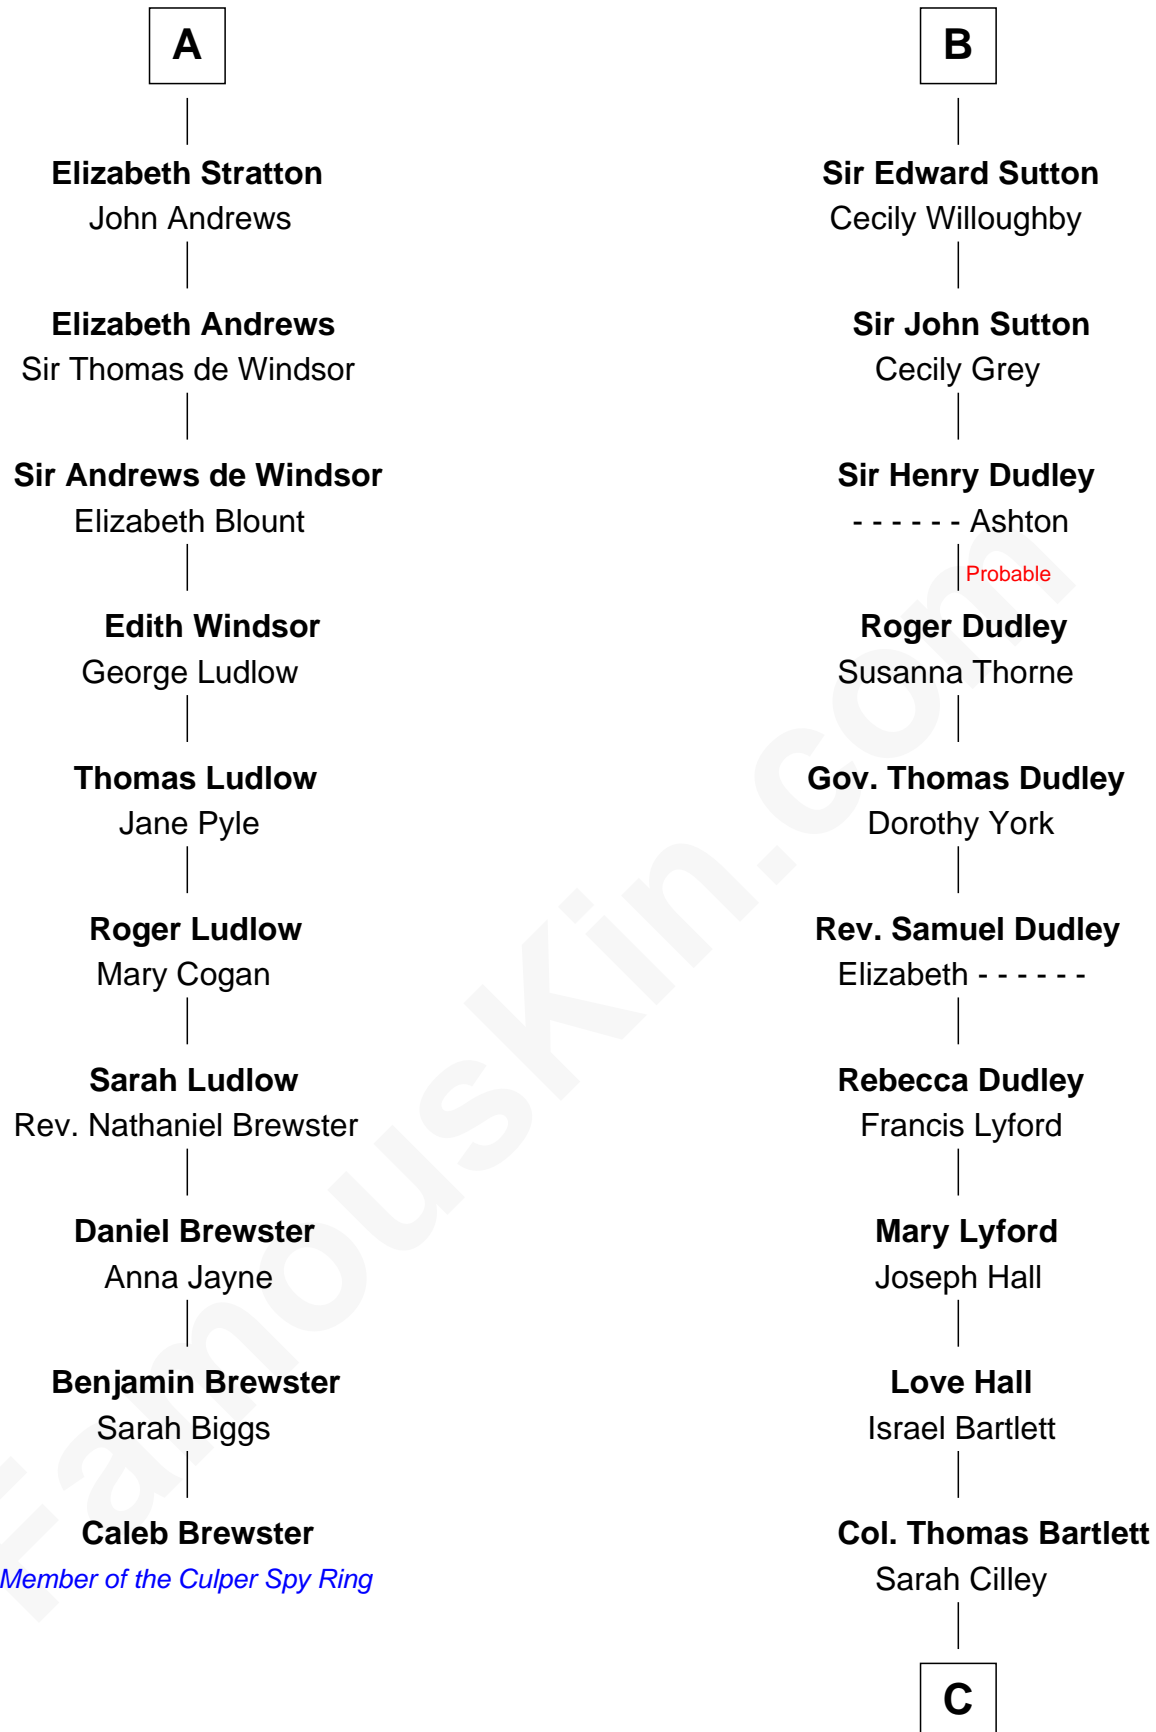 A
Elizabeth Stratton
John Andrews
Elizabeth Andrews
Sir Thomas de Windsor
Sir Andrews de Windsor
Elizabeth Blount
Edith Windsor
George Ludlow
Thomas Ludlow
Jane Pyle
Roger Ludlow
Mary Cogan
Sarah Ludlow
Rev. Nathaniel Brewster
Daniel Brewster
Anna Jayne
Benjamin Brewster
Sarah Biggs
Caleb Brewster
Member of the Culper Spy Ring
B
Sir Edward Sutton
Cecily Willoughby
Sir John Sutton
Cecily Grey
Sir Henry Dudley
- - - - - - Ashton
Probable
Roger Dudley
Susanna Thorne
Gov. Thomas Dudley
Dorothy York
Rev. Samuel Dudley
Elizabeth - - - - - -
Rebecca Dudley
Francis Lyford
Mary Lyford
Joseph Hall
Love Hall
Israel Bartlett
Col. Thomas Bartlett
Sarah Cilley
C
FamousKin.com